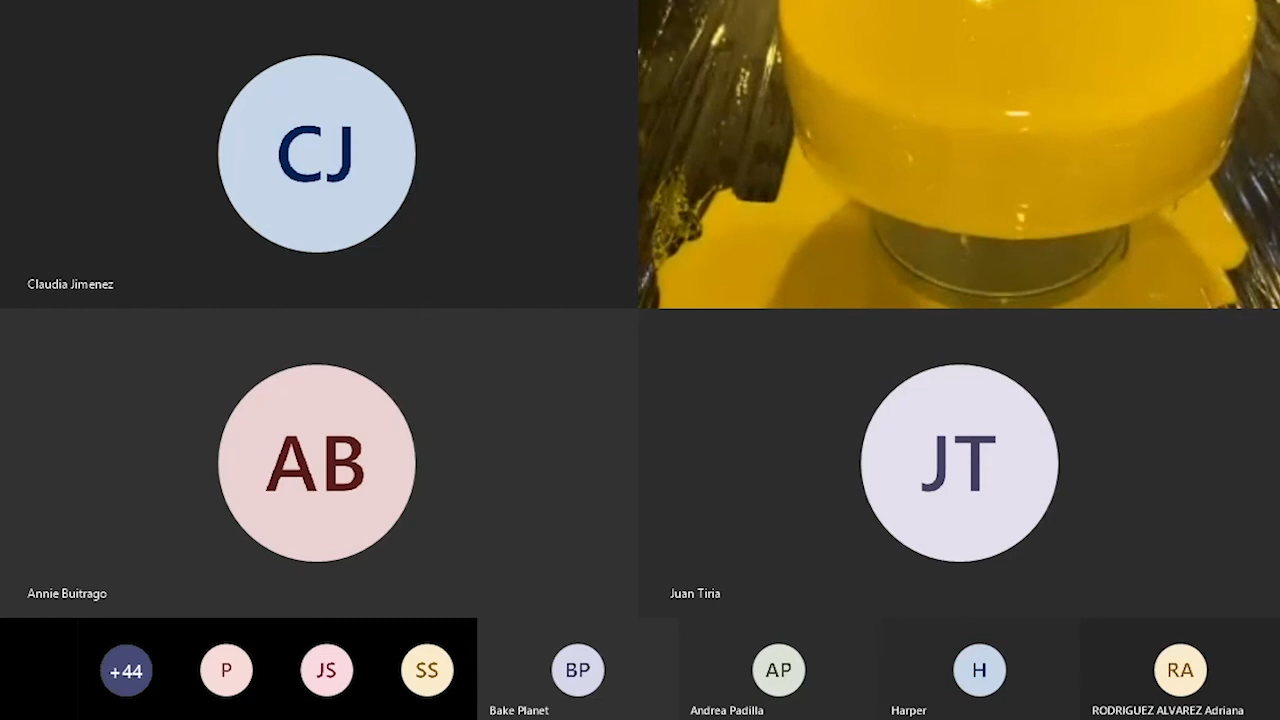 CJ
Claudia Jimenez
AB
Annie Buitrago
JT
Juan Tiria
+44
P
JS
SS
BP
Bake Planet
AP
Andrea Padilla
H
Harper
RA
RODRIGUEZ ALVAREZ Adriana